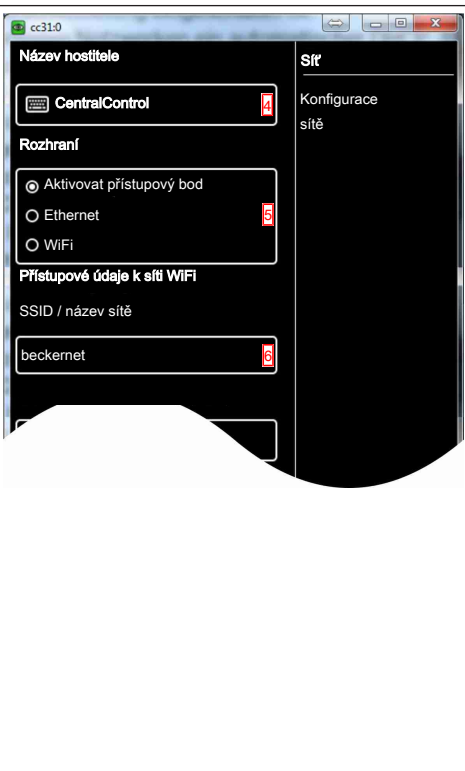 cc31:0
Název hostitele
CentralControl 4
Rozhraní
Aktivovat přístupový bod
Ethernet 5
WiFi
Přístupové údaje k síti WiFi
SSID / název sítě
beckernet 6
Síť
Konfigurace
sítě